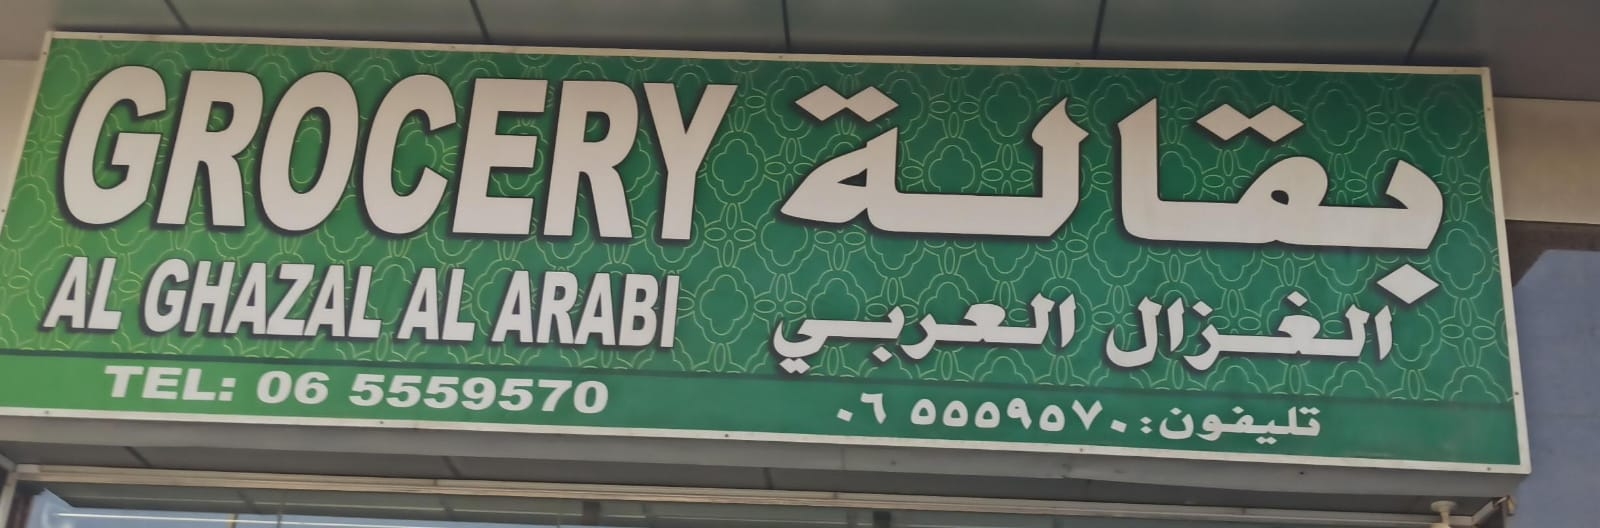 GROCERY
بقالة
AL GHAZAL AL ARABI
الغزال العربي
TEL: 06 5559570
تليفون: ٠٦ ٥٥٥٩٥٧٠